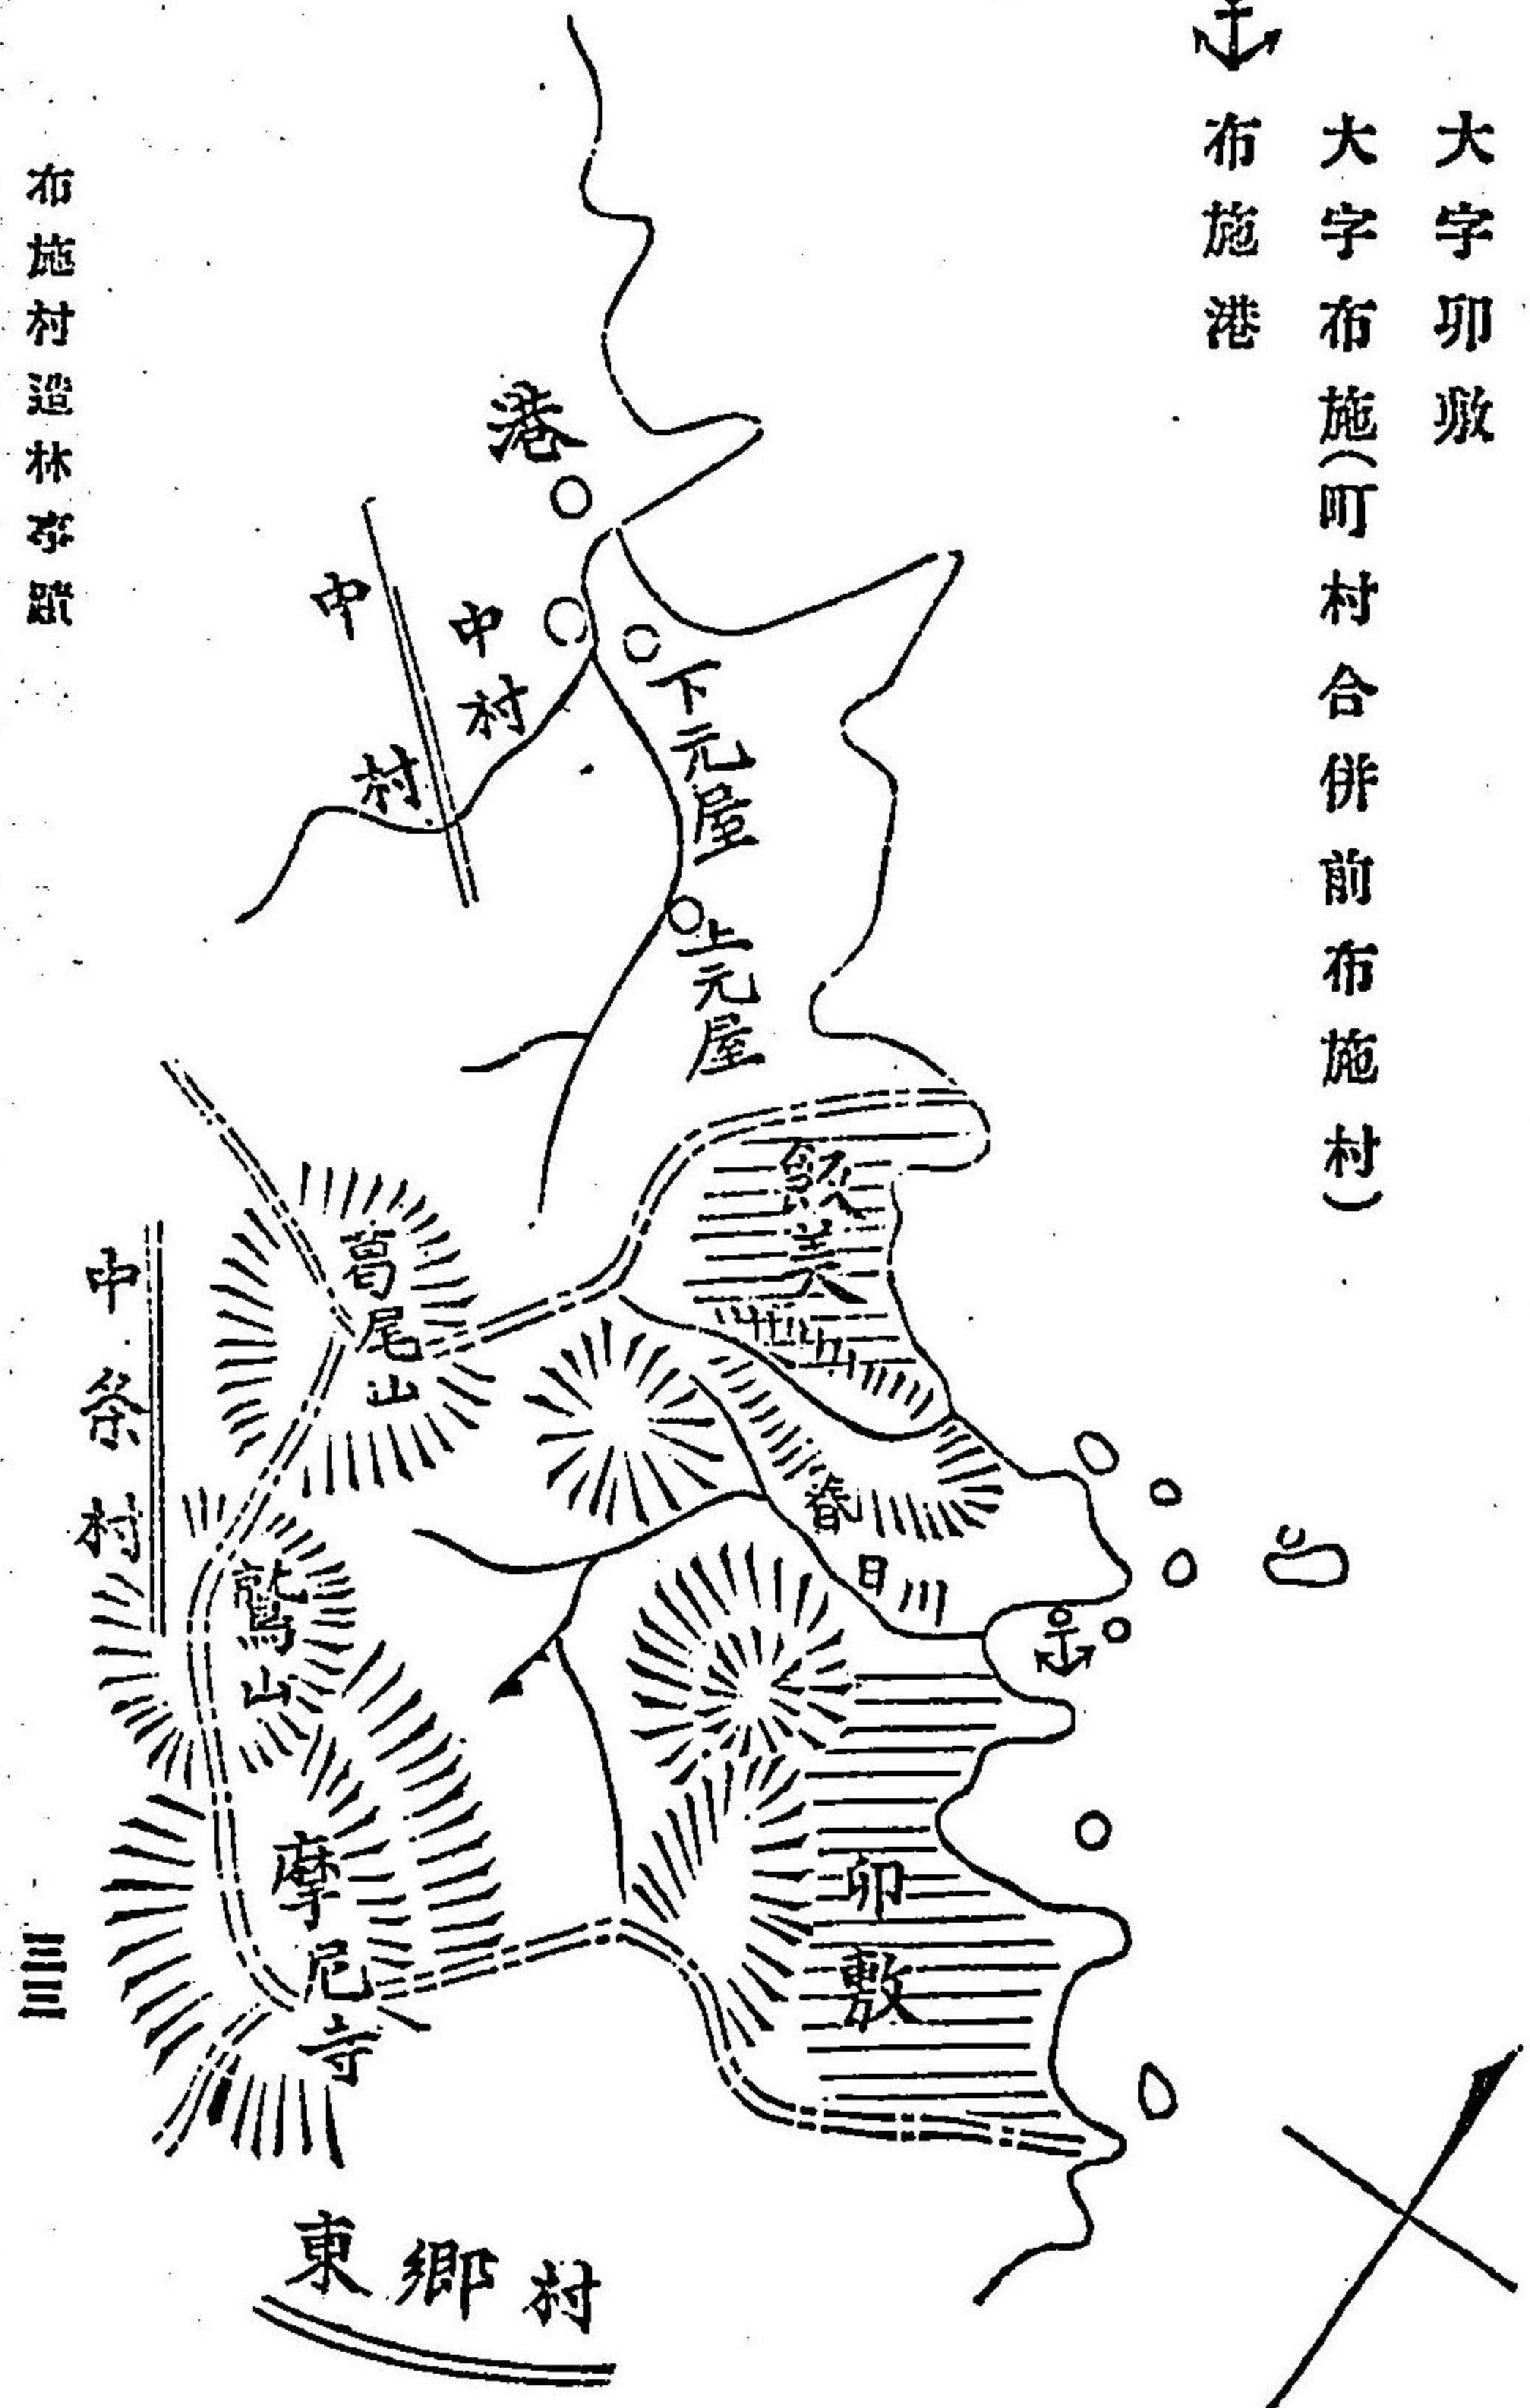 大字卯敷
大字布施(町村合併前布施村)
布施港
港
中村
中村
下元屋
上元屋
飯美
葛尾山
中条村
春日川
鷲山
摩尼寺
卯敷
東郷村
布施村造林事蹟
三三